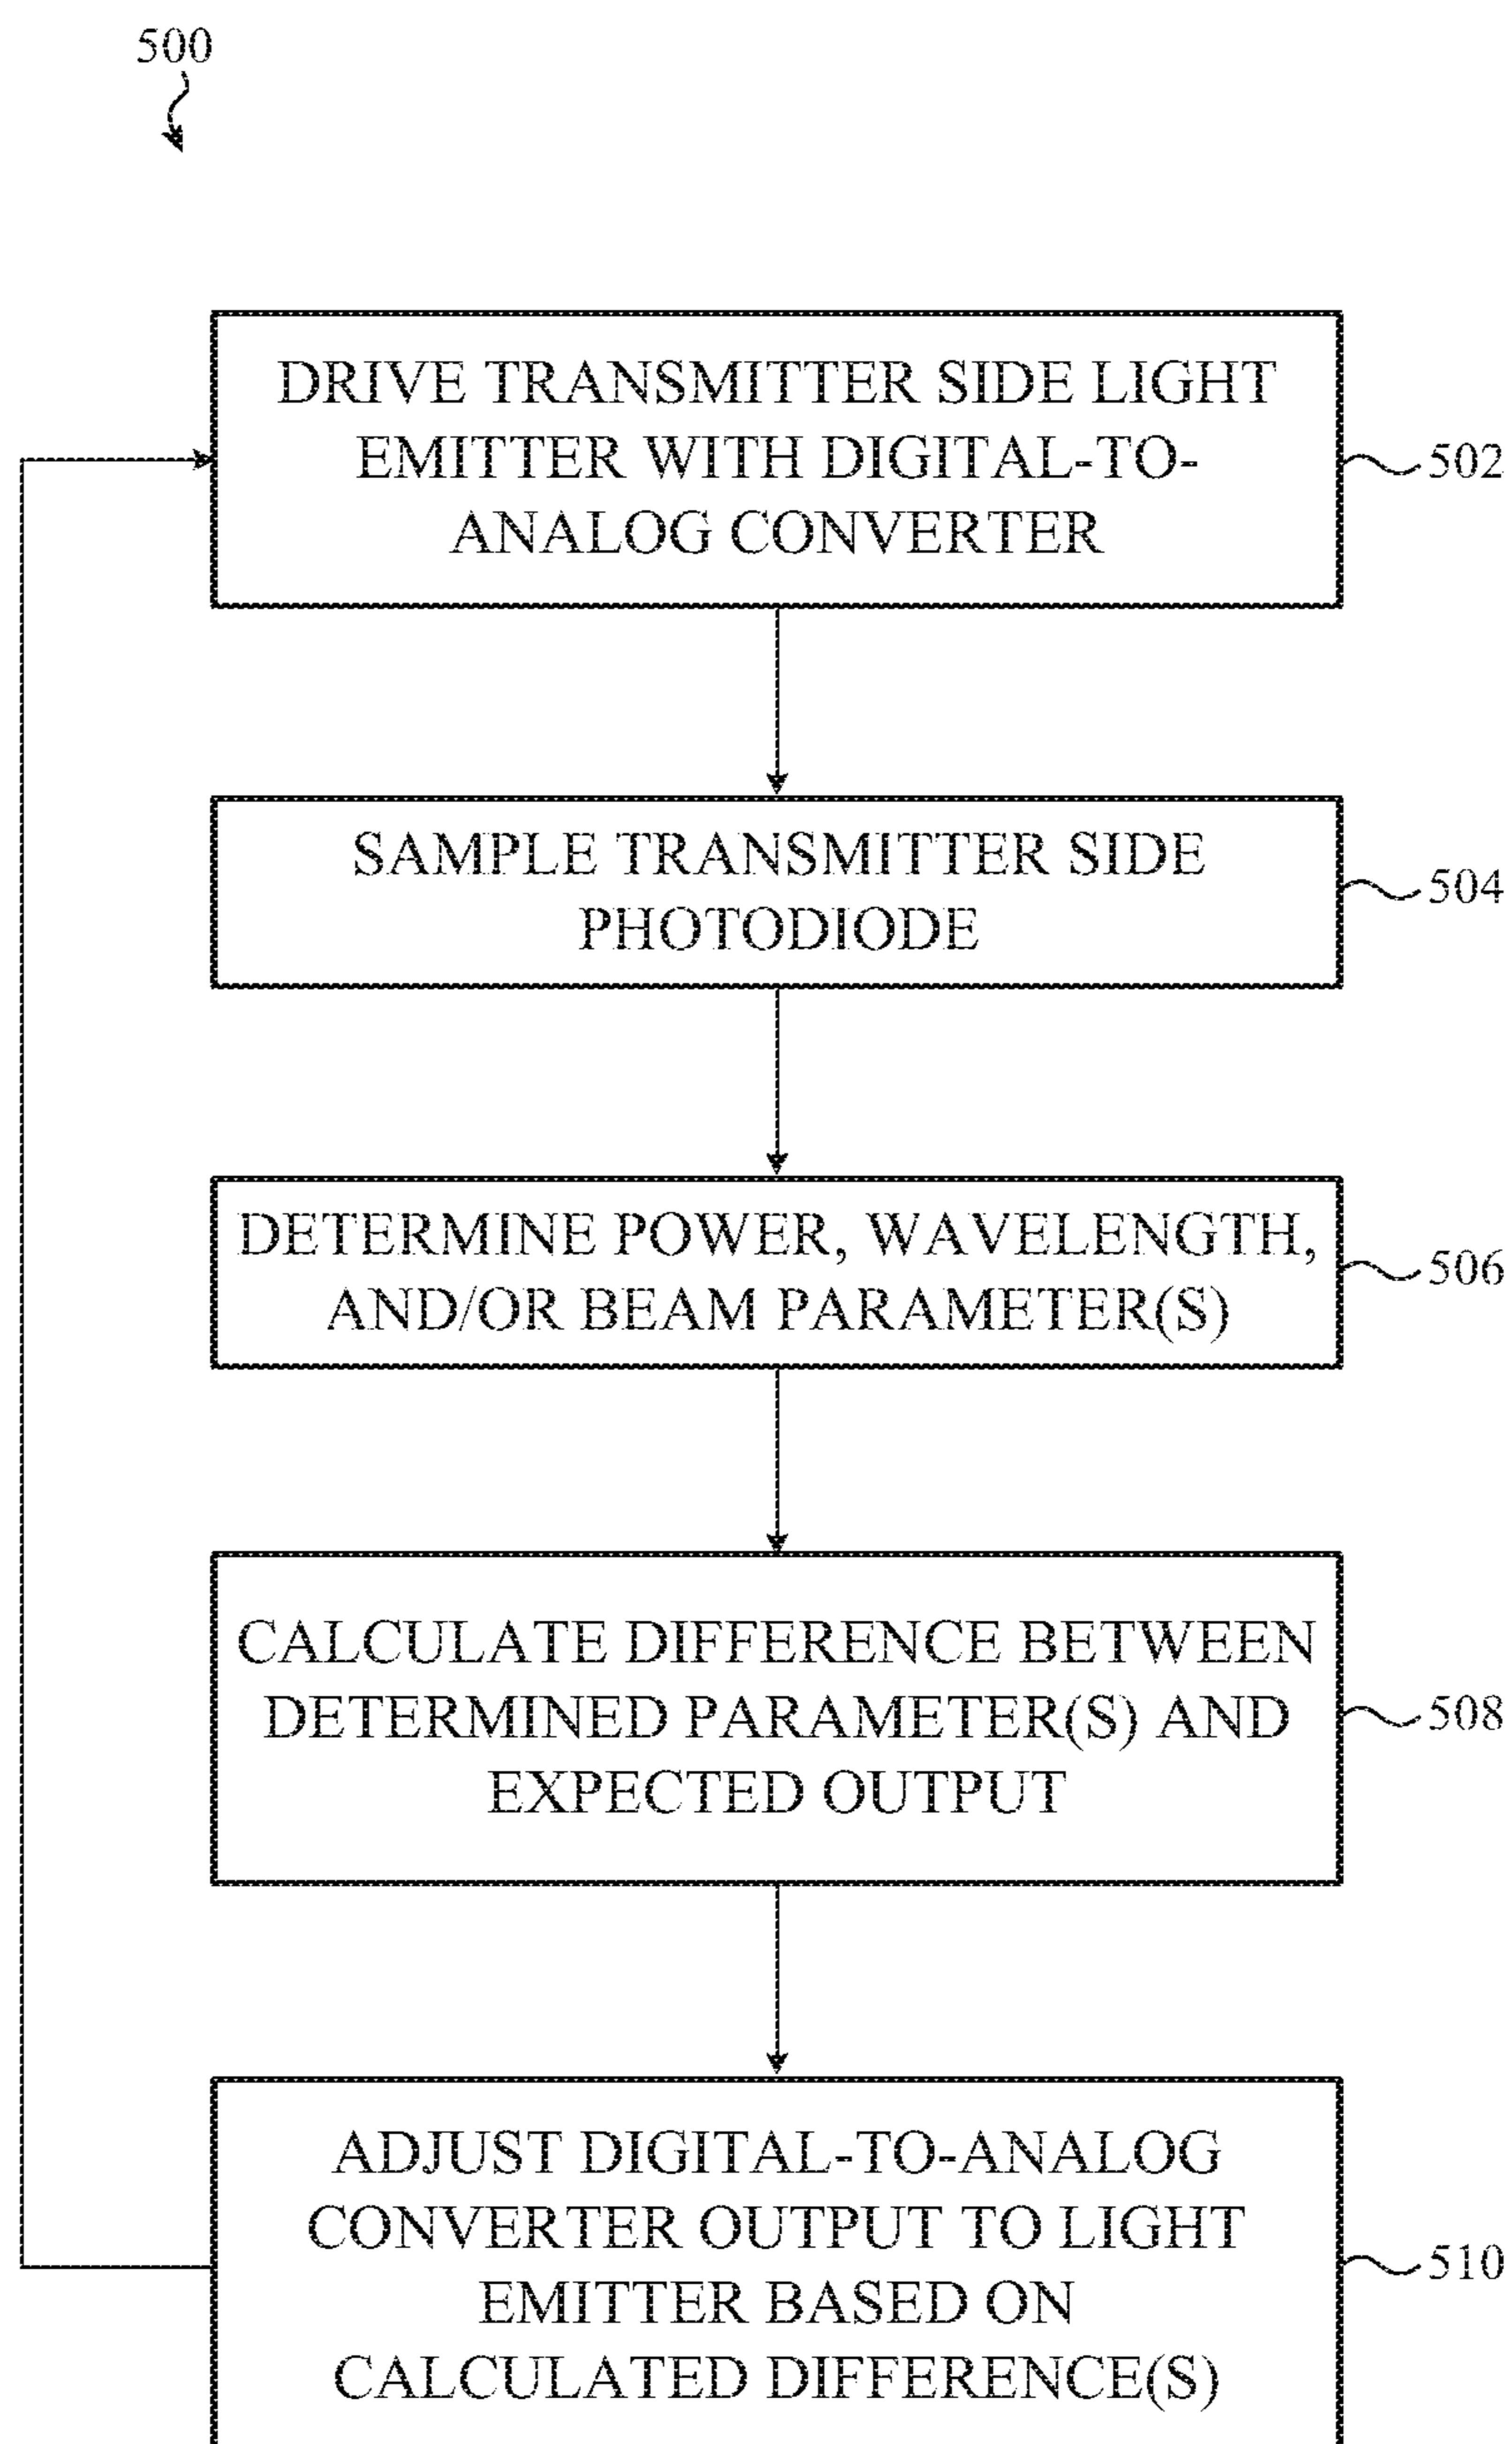 500
DRIVE TRANSMITTER SIDE LIGHT
EMITTER WITH DIGITAL-TO-
ANALOG CONVERTER
502
SAMPLE TRANSMITTER SIDE
PHOTODIODE
504
DETERMINE POWER, WAVELENGTH,
AND/OR BEAM PARAMETER(S)
506
CALCULATE DIFFERENCE BETWEEN
DETERMINED PARAMETER(S) AND
EXPECTED OUTPUT
508
ADJUST DIGITAL-TO-ANALOG
CONVERTER OUTPUT TO LIGHT
EMITTER BASED ON
CALCULATED DIFFERENCE(S)
510